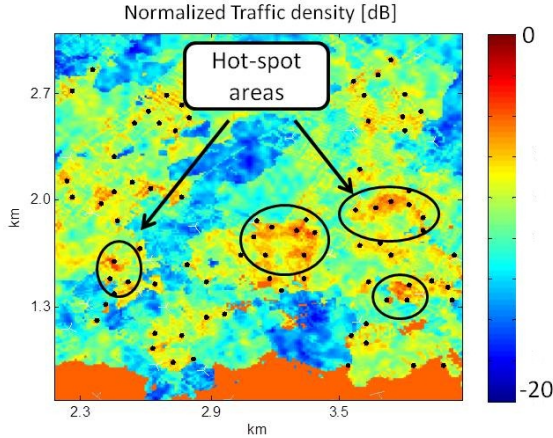 Normalized Traffic density [dB]
Hot-spot
areas
0
-20
2.7
2.0
1.3
km
2.3
2.9
3.5
km